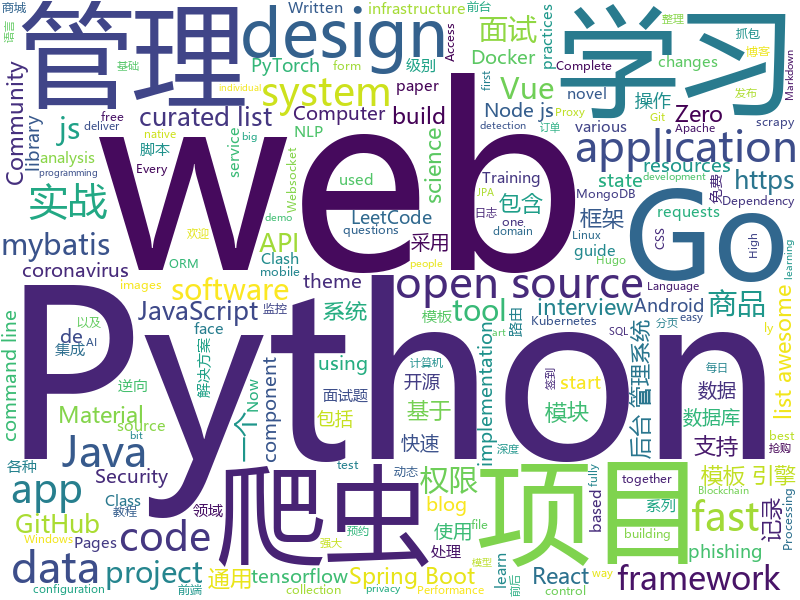 商城
语言
管理
design
Written
Access
infrastructure
前台
整理
抓包
博客
学习
面试
practices
Docker
级别
first
Complete
基础
PyTorch
form
Markdown
Community
library
free
system
paper
changes
操作
Vue
novel
Computer
Node js
Zero
curated list
build
发布
Git
Proxy
js
various
Apache
deliver
analysis
service
NLP
scrapy
application
native
脚本
used
Websocket
science
订单
detection
big
Every
Training
resources
programming
JPA
state
MongoDB
免费
Dependency
实战
web
demo
LeetCode
包含
https
日志
questions
框架
requests
development
欢迎
API
one
domain
Linux
guide
CSS
High
mybatis
Clash
采用
Go
Hugo
coronavirus
ORM
mobile
people
theme
Language
learning
images
open source
Android
software
商品
de
系统
tool
interview
模板
路由
Kubernetes
SQL
easy
command line
JavaScript
监控
face
implementation
art
分页
ly
集成
AI
以及
using
component
解决方案
开源
计算机
start
后台
管理系统
list awesome
Python
逆向
Now
面试题
基于
签到
数据
每日
Material
包括
模块
数据库
best
source
快速
test
支持
抢购
Java
一个
bit
Security
动态
React
fully
各种
Class
爬虫
权限
项目
模板
引擎
app
教程
领域
深度
together
Blockchain
系列
GitHub
blog
记录
Processing
code
使用
file
based
fast
Windows
Pages
处理
前端
data
project
通用
预约
phishing
individual
强大
learn
building
tensorflow
Spring Boot
React
前后
framework
configuration
collection
privacy
Performance
模型
way
control